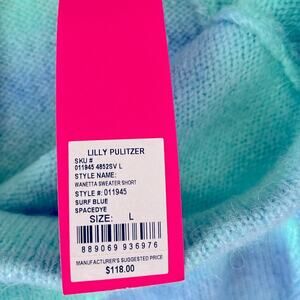 LILLY PULITZER
SKU #
011945 4852SV L
STYLE NAME:
WANETTA SWEATER SHORT
STYLE #: 011945
SURF BLUE
SPACEDYE
SIZE: L
889069 936976
MANUFACTURER'S SUGGESTED PRICE
$118.00